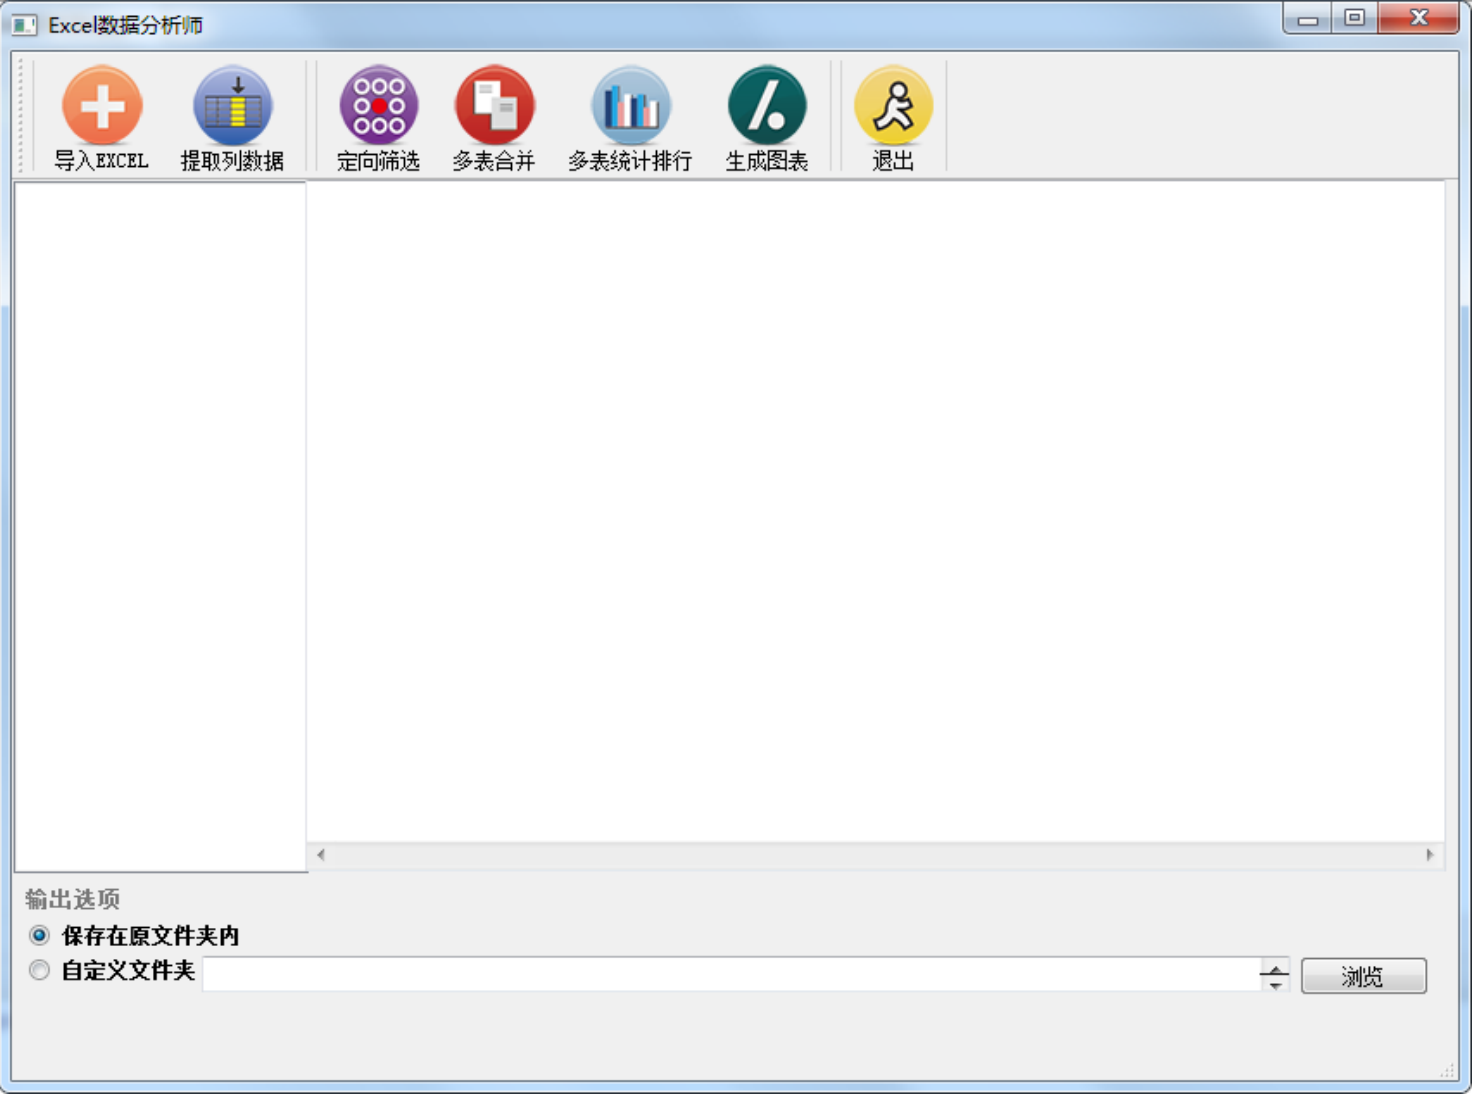 Excel数据分析师
导入EXCEL 提取列数据 定向筛选 多表合并 多表统计排行 生成图表 退出
输出选项
保存在原文件夹内
自定义文件夹 浏览